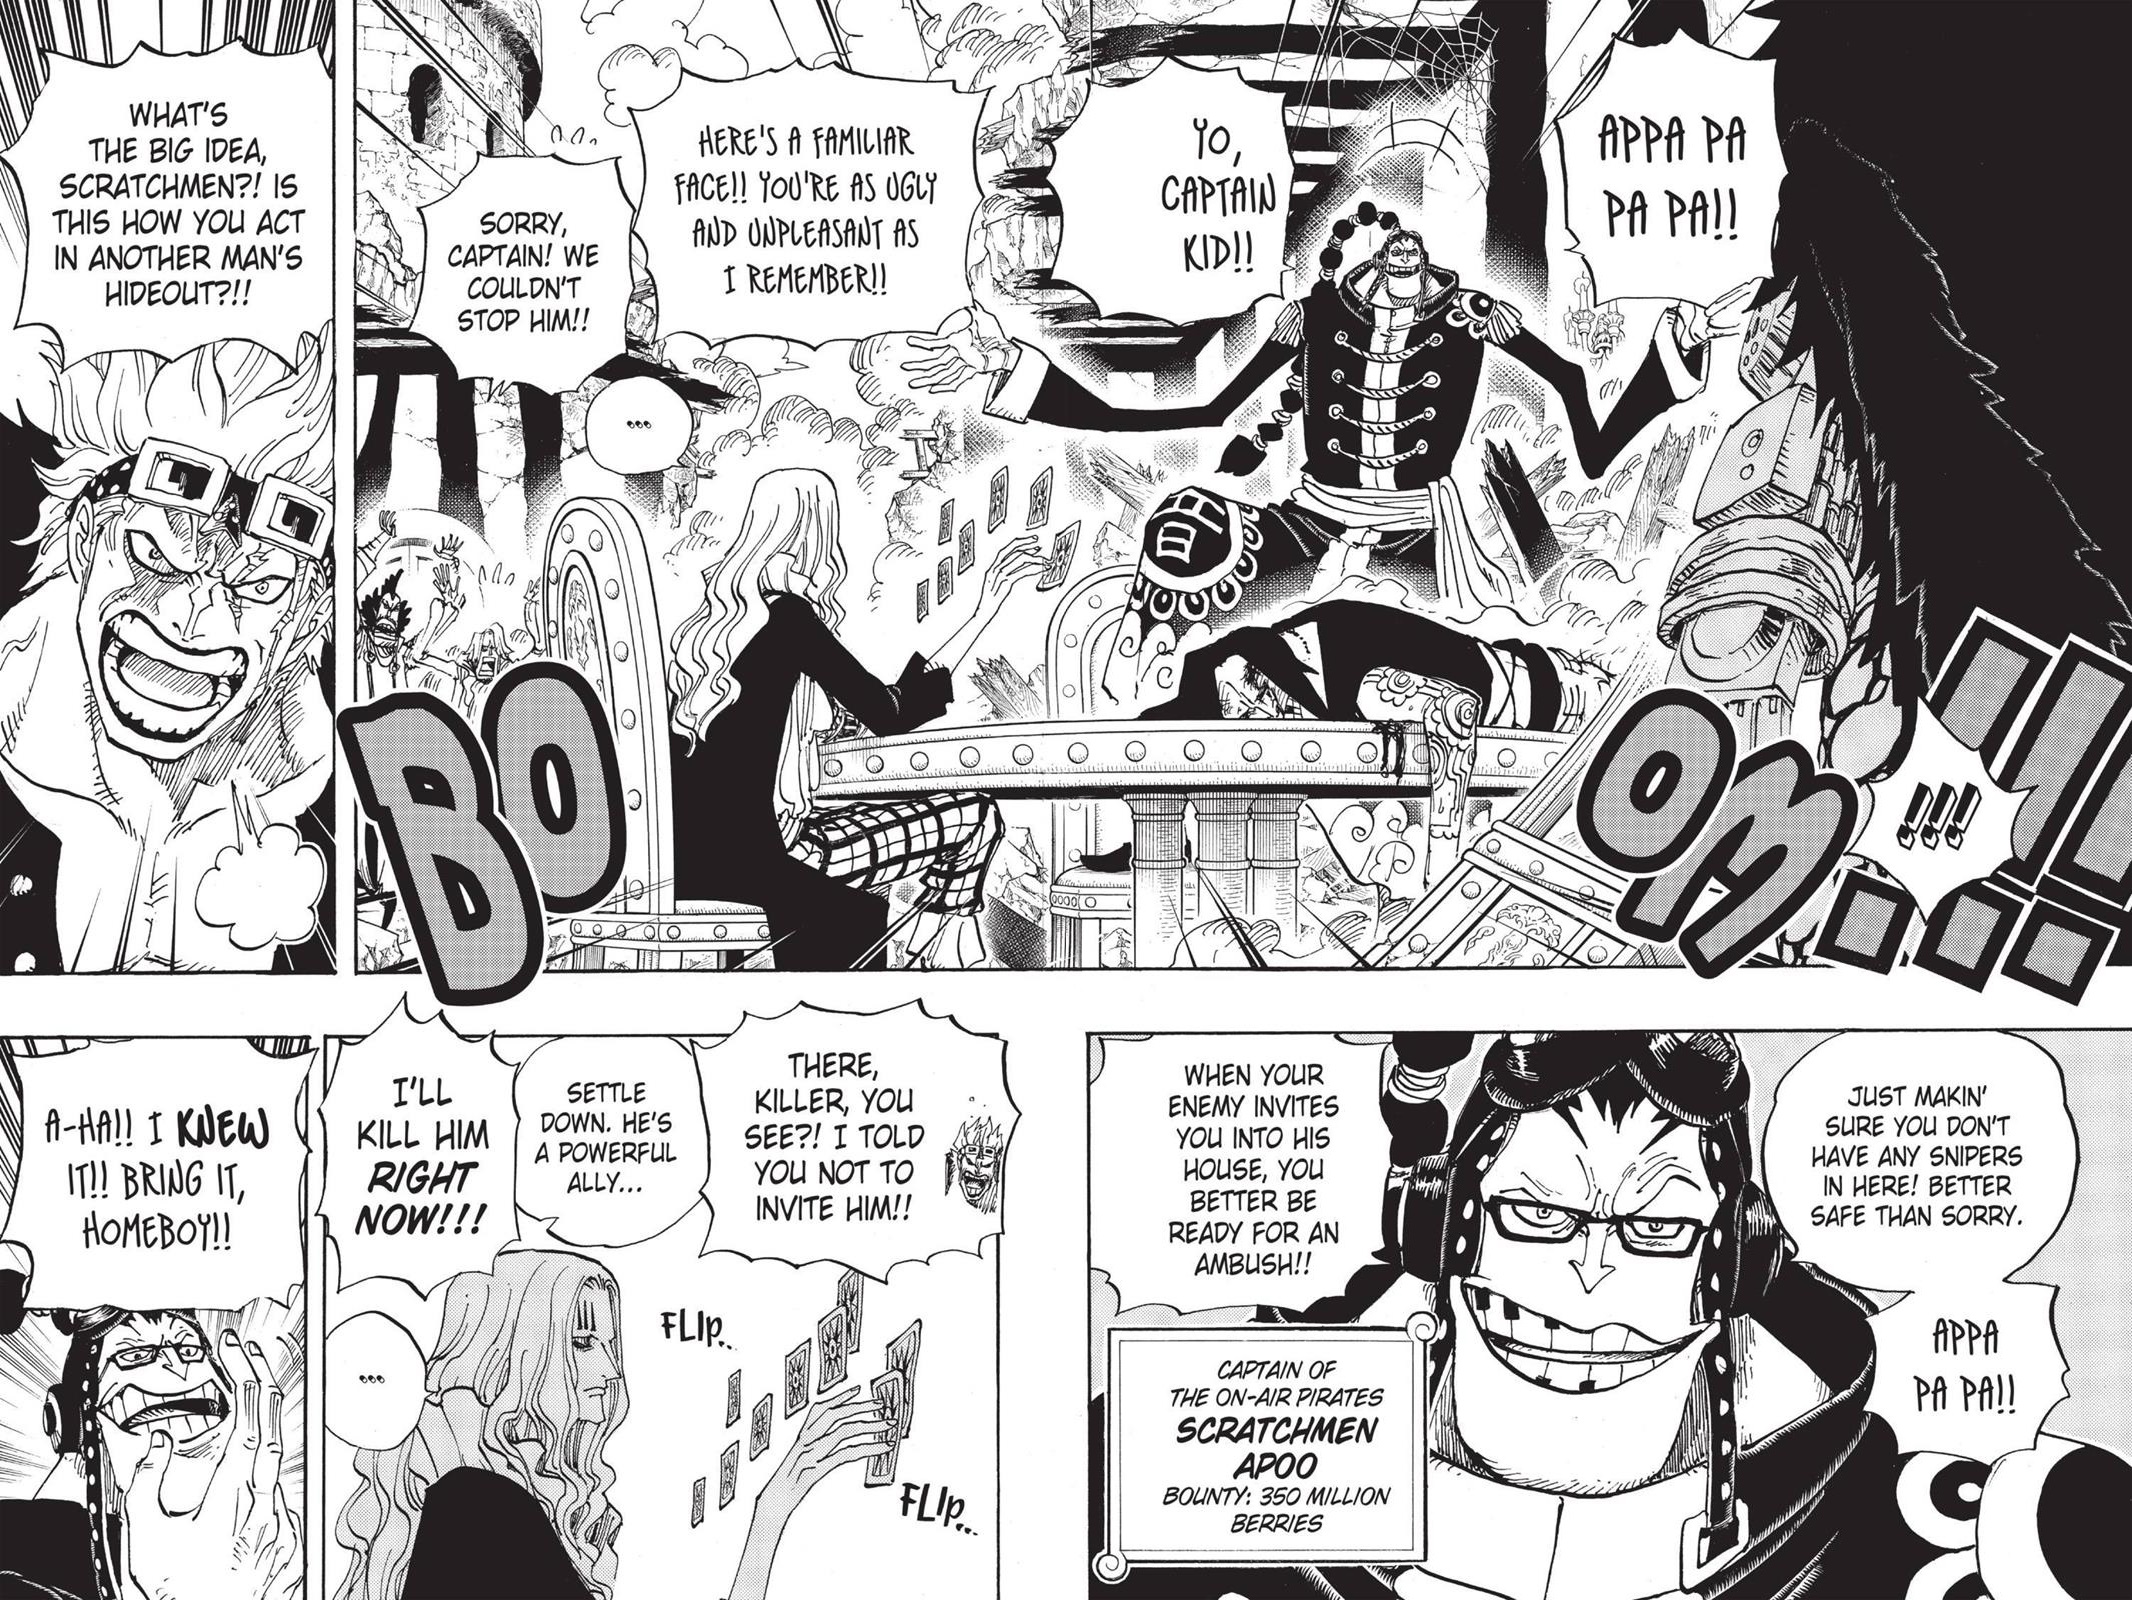 APPA PA
PA PA!!
YO,
CAPTAIN
KID!!
HERE'S A FAMILIAR
FACE!! YOU'RE AS UGLY
AND UNPLEASANT AS
I REMEMBER!!
SORRY,
CAPTAIN! WE
COULDN'T
STOP HIM!!
...
!!!!
BOOM!!!
音
WHAT'S
THE BIG IDEA,
SCRATCHMEN?! IS
THIS HOW YOU ACT
IN ANOTHER MAN'S
HIDEOUT?!!
JUST MAKIN'
SURE YOU DON'T
HAVE ANY SNIPERS
IN HERE! BETTER
SAFE THAN SORRY.
APPA
PA PA!!
WHEN YOUR
ENEMY INVITES
YOU INTO HIS
HOUSE, YOU
BETTER BE
READY FOR AN
AMBUSH!!
CAPTAIN OF
THE ON-AIR PIRATES
SCRATCHMEN
APOO
BOUNTY: 350 MILLION
BERRIES
THERE,
KILLER, YOU
SEE?! I TOLD
YOU NOT TO
INVITE HIM!!
SETTLE
DOWN. HE'S
A POWERFUL
ALLY...
I'LL
KILL HIM
RIGHT
NOW!!!
FLIP..
FLIP...
...
A-HA!! I KNEW
IT!! BRING IT,
HOMEBOY!!